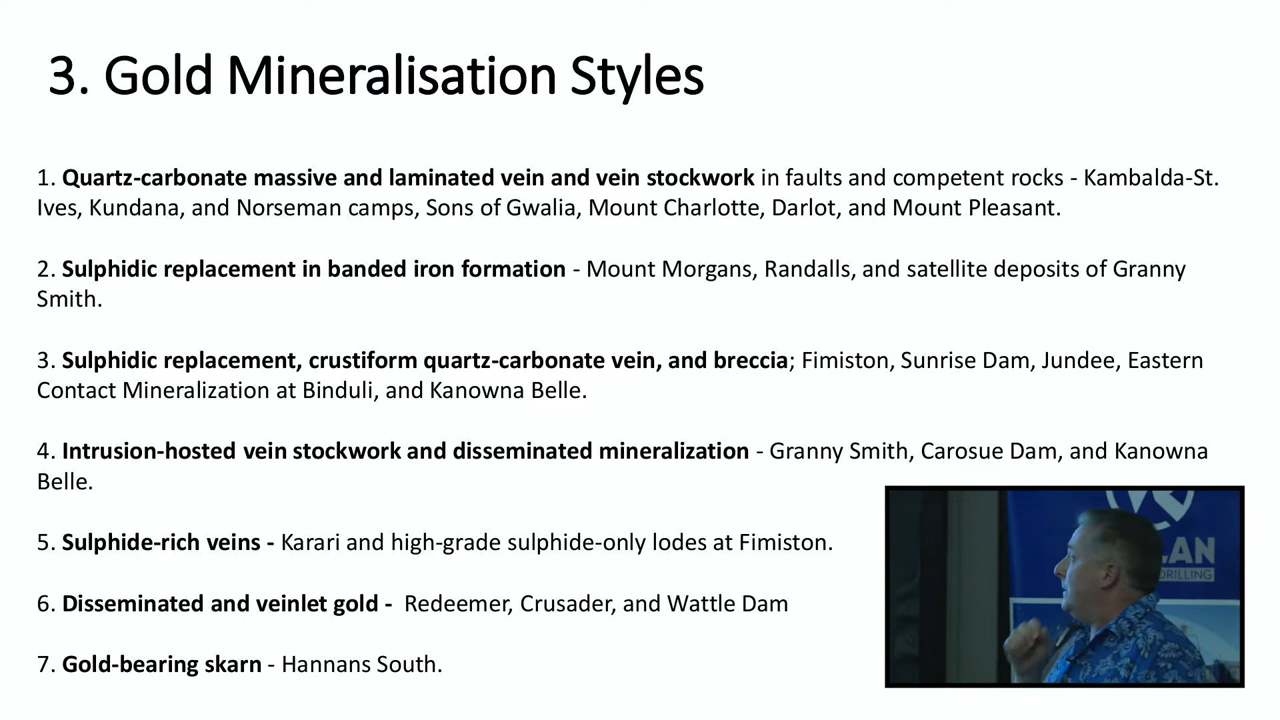 3. Gold Mineralisation Styles
1. Quartz-carbonate massive and laminated vein and vein stockwork in faults and competent rocks - Kambalda-St.
Ives, Kundana, and Norseman camps, Sons of Gwalia, Mount Charlotte, Darlot, and Mount Pleasant.
2. Sulphidic replacement in banded iron formation - Mount Morgans, Randalls, and satellite deposits of Granny
Smith.
3. Sulphidic replacement, crustiform quartz-carbonate vein, and breccia; Fimiston, Sunrise Dam, Jundee, Eastern
Contact Mineralization at Binduli, and Kanowna Belle.
4. Intrusion-hosted vein stockwork and disseminated mineralization - Granny Smith, Carosue Dam, and Kanowna
Belle.
5. Sulphide-rich veins - Karari and high-grade sulphide-only lodes at Fimiston.
6. Disseminated and veinlet gold - Redeemer, Crusader, and Wattle Dam
7. Gold-bearing skarn - Hannans South.